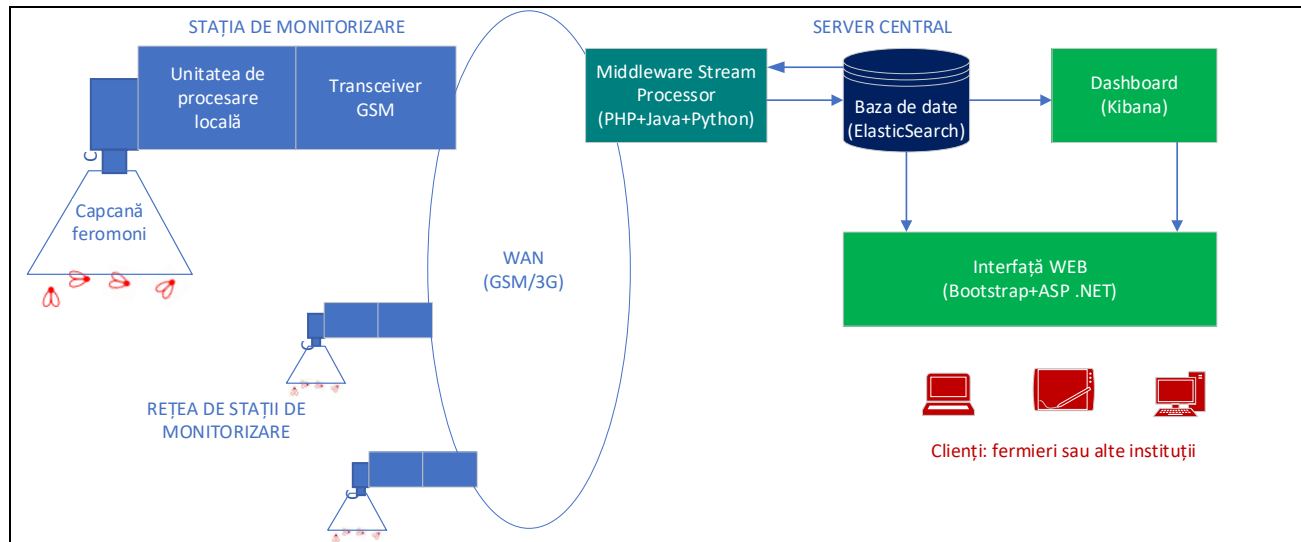 STAȚIA DE MONITORIZARE
SERVER CENTRAL
Unitatea de
procesare
locală
Transceiver
GSM
Middleware Stream
Processor
(PHP+Java+Python)
Baza de date
(ElasticSearch)
Dashboard
(Kibana)
C
Capcană
feromoni
WAN
(GSM/3G)
Interfață WEB
(Bootstrap+ASP .NET)
C
REȚEA DE STAȚII DE
MONITORIZARE
Clienți: fermieri sau alte instituții
C